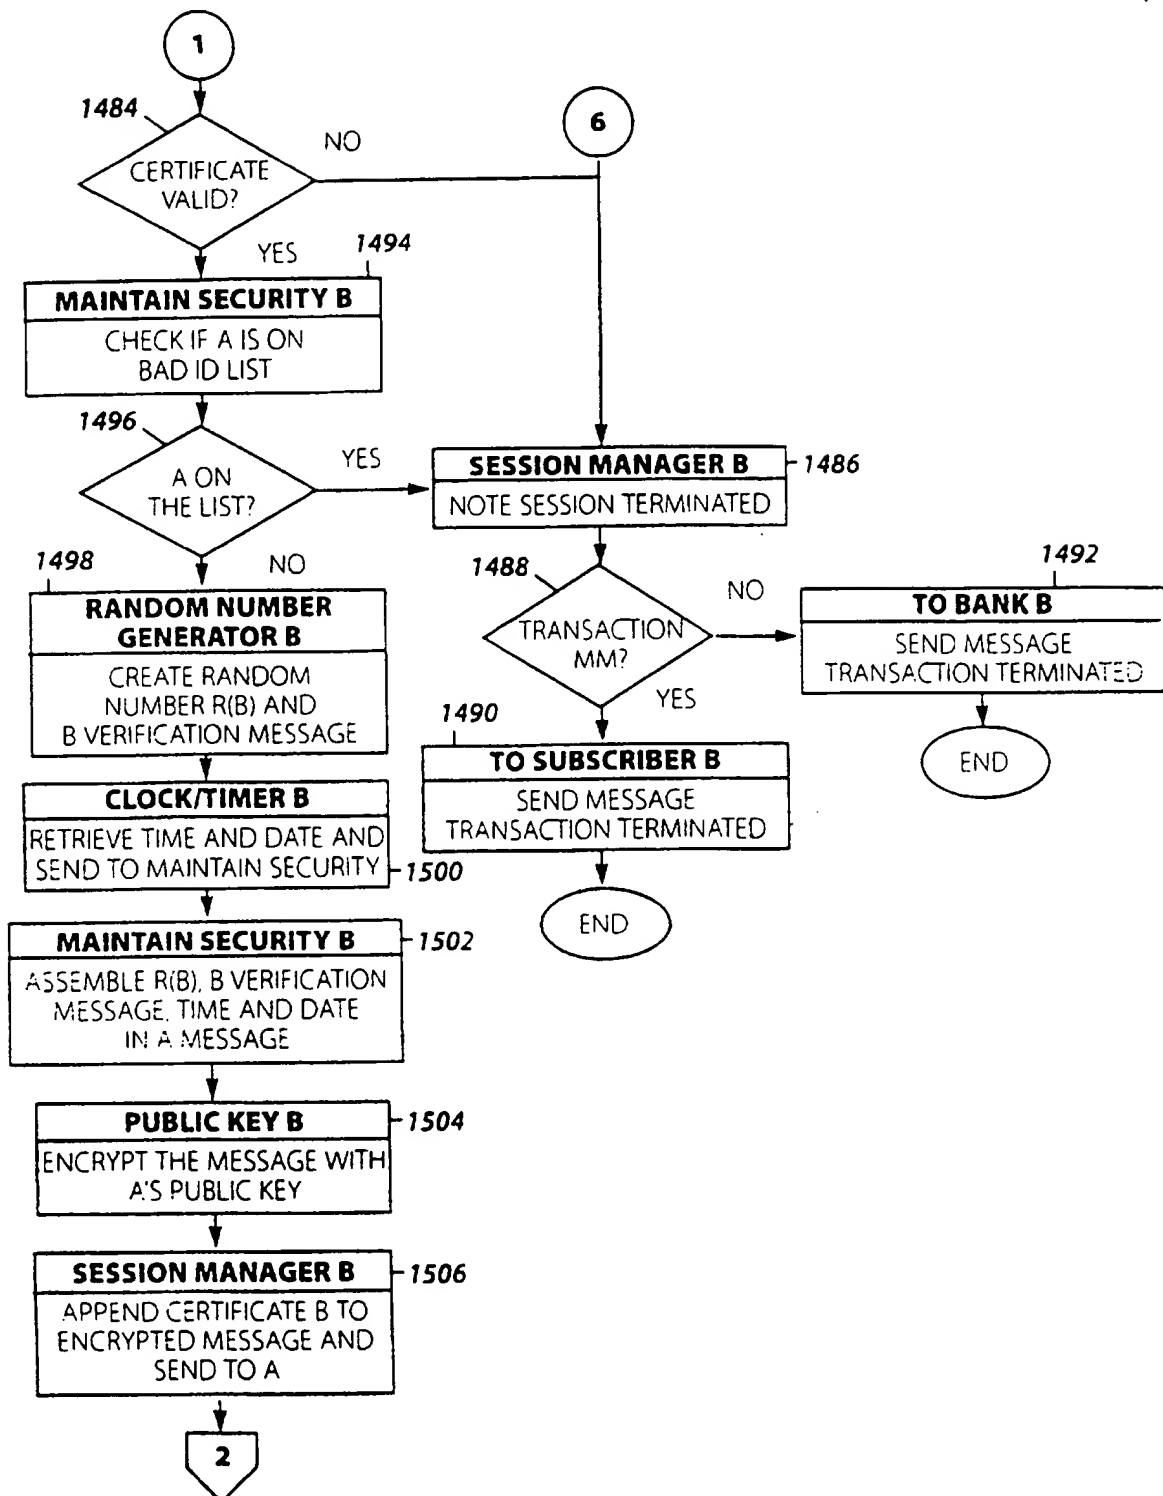 1
1484
CERTIFICATE
VALID?
NO
6
YES
1494
MAINTAIN SECURITY B
CHECK IF A IS ON
BAD ID LIST
1496
A ON
THE LIST?
YES
SESSION MANAGER B
1486
NOTE SESSION TERMINATED
NO
1498
RANDOM NUMBER
GENERATOR B
CREATE RANDOM
NUMBER R(B) AND
B VERIFICATION MESSAGE
1488
TRANSACTION
MM?
NO
YES
1492
TO BANK B
SEND MESSAGE
TRANSACTION TERMINATED
END
1490
TO SUBSCRIBER B
SEND MESSAGE
TRANSACTION TERMINATED
END
CLOCK/TIMER B
RETRIEVE TIME AND DATE AND
SEND TO MAINTAIN SECURITY
1500
MAINTAIN SECURITY B
1502
ASSEMBLE R(B), B VERIFICATION
MESSAGE, TIME AND DATE
IN A MESSAGE
PUBLIC KEY B
1504
ENCRYPT THE MESSAGE WITH
A'S PUBLIC KEY
SESSION MANAGER B
1506
APPEND CERTIFICATE B TO
ENCRYPTED MESSAGE AND
SEND TO A
2